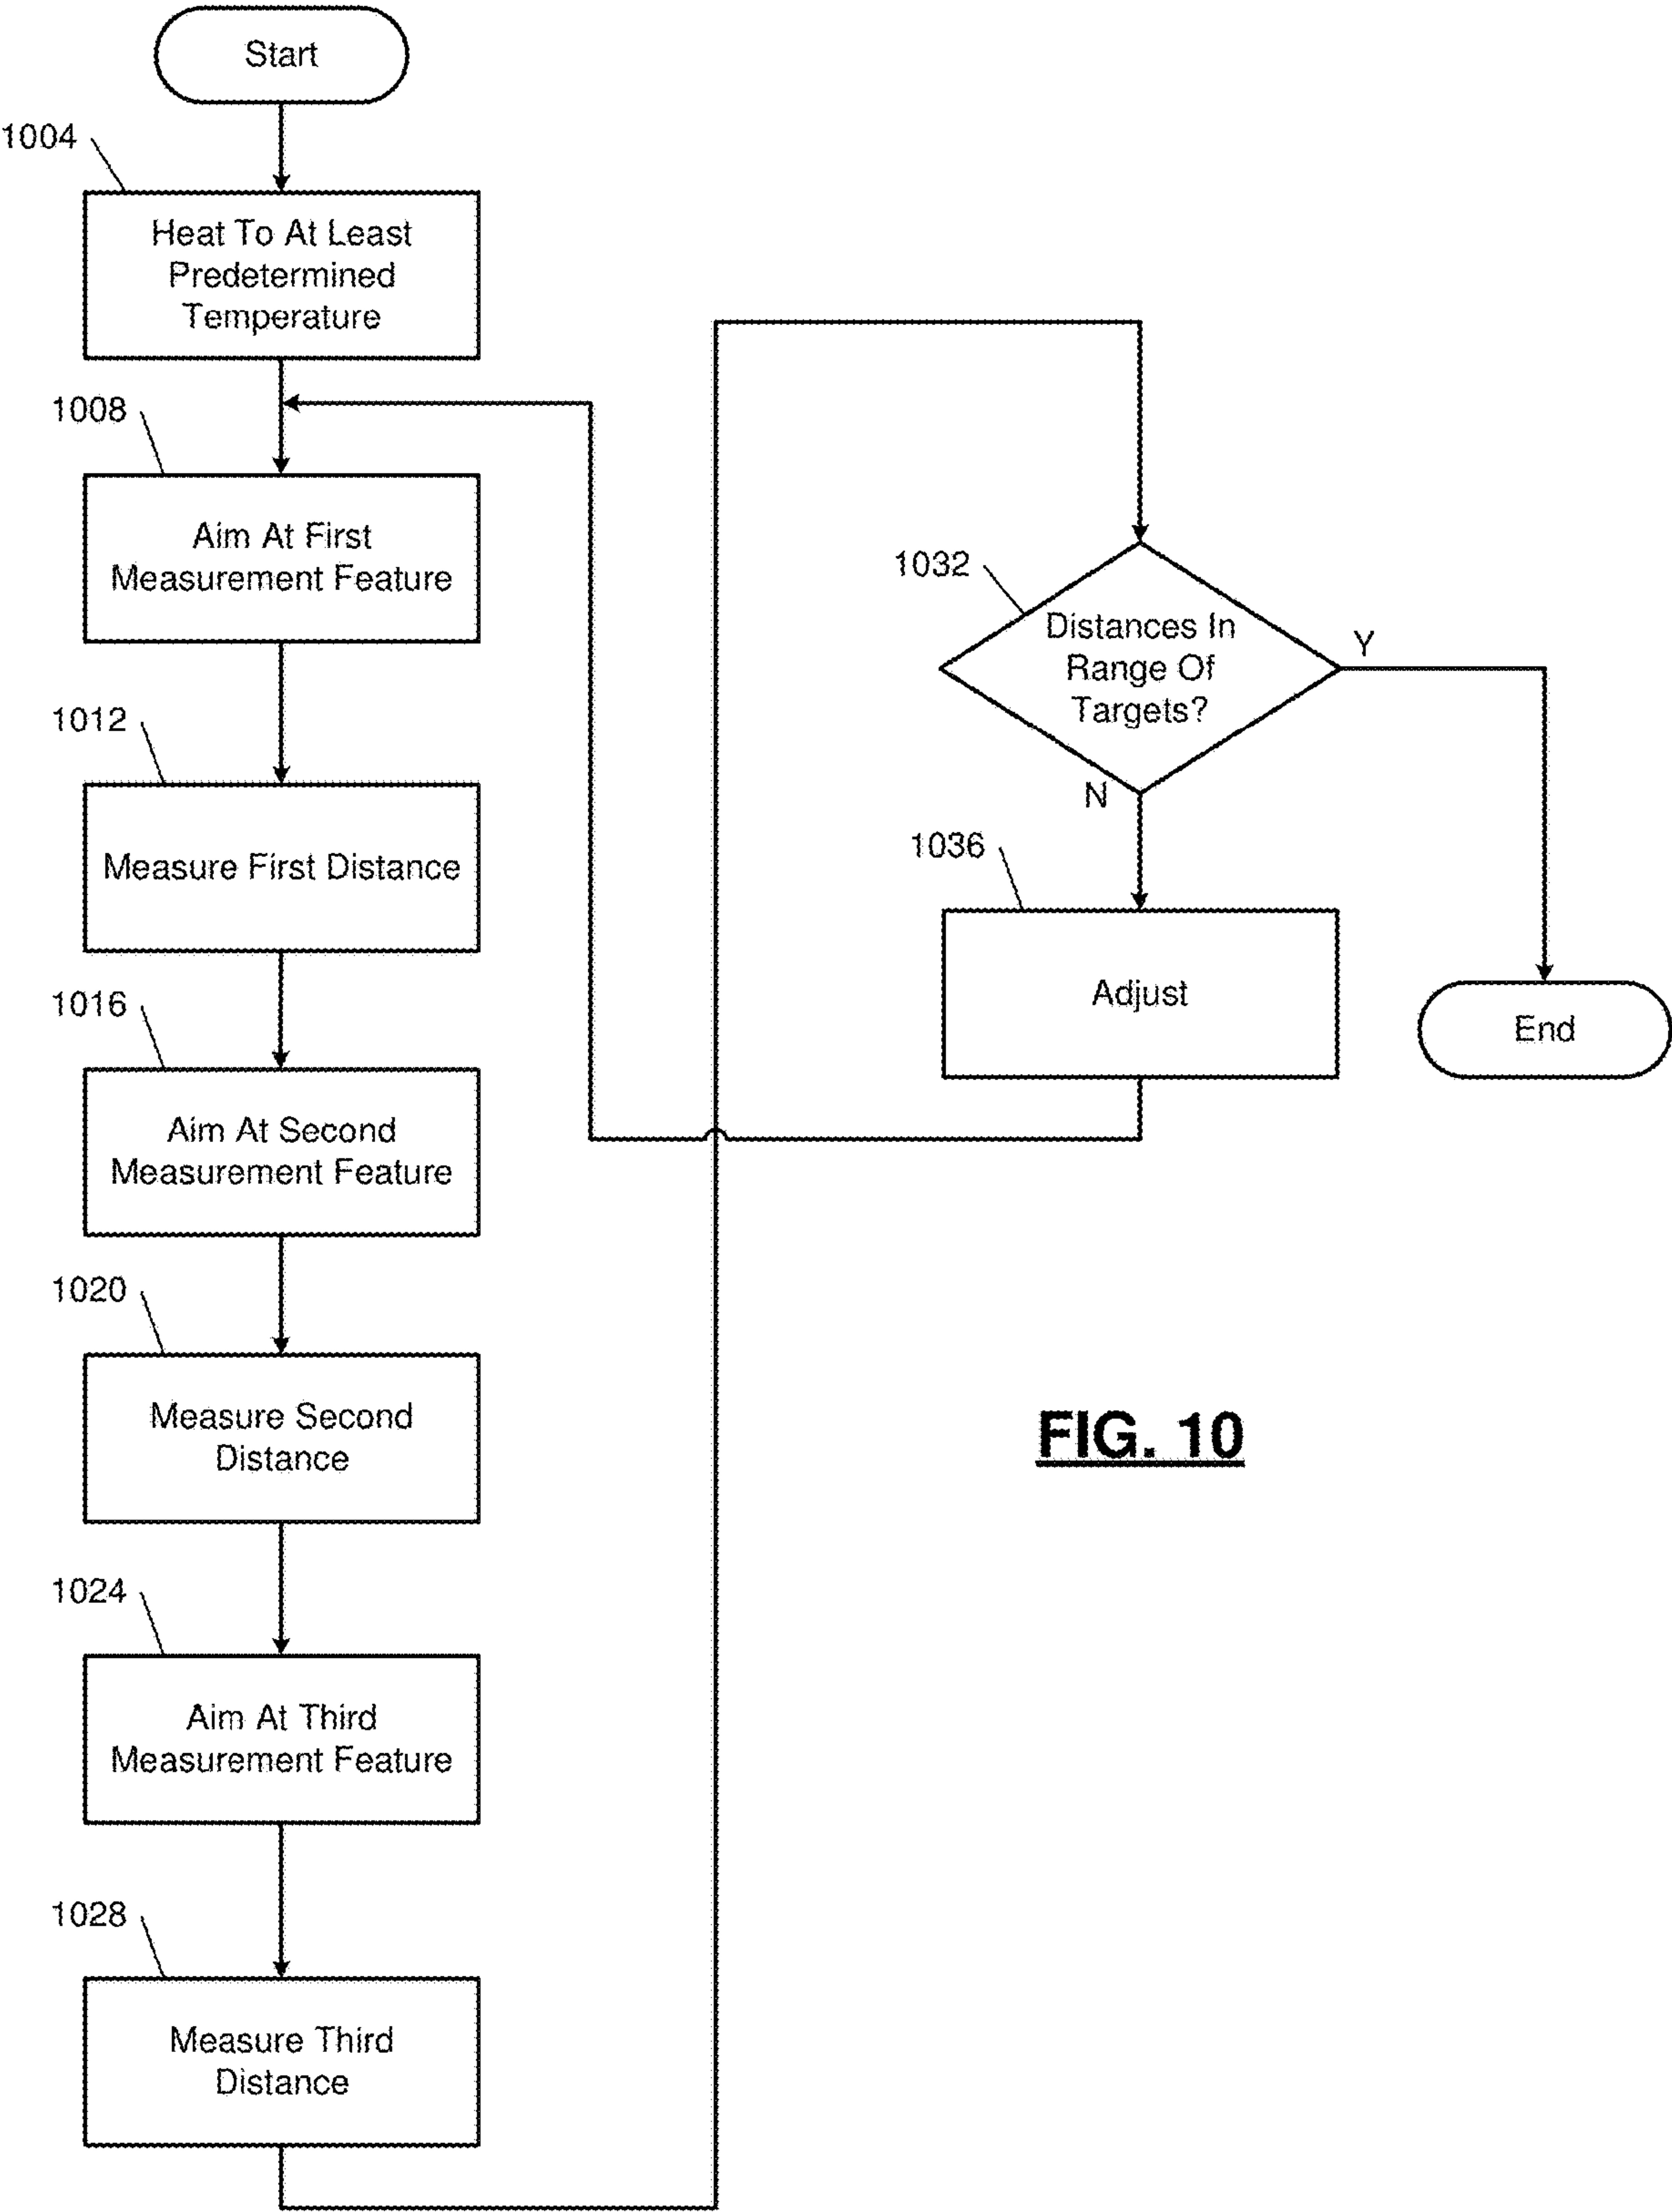 Start
1004
Heat To At Least
Predetermined
Temperature
1008
Aim At First
Measurement Feature
1012
Measure First Distance
1016
Aim At Second
Measurement Feature
1020
Measure Second
Distance
1024
Aim At Third
Measurement Feature
1028
Measure Third
Distance
1032
Distances In
Range Of
Targets?
Y
N
1036
Adjust
End
FIG. 10